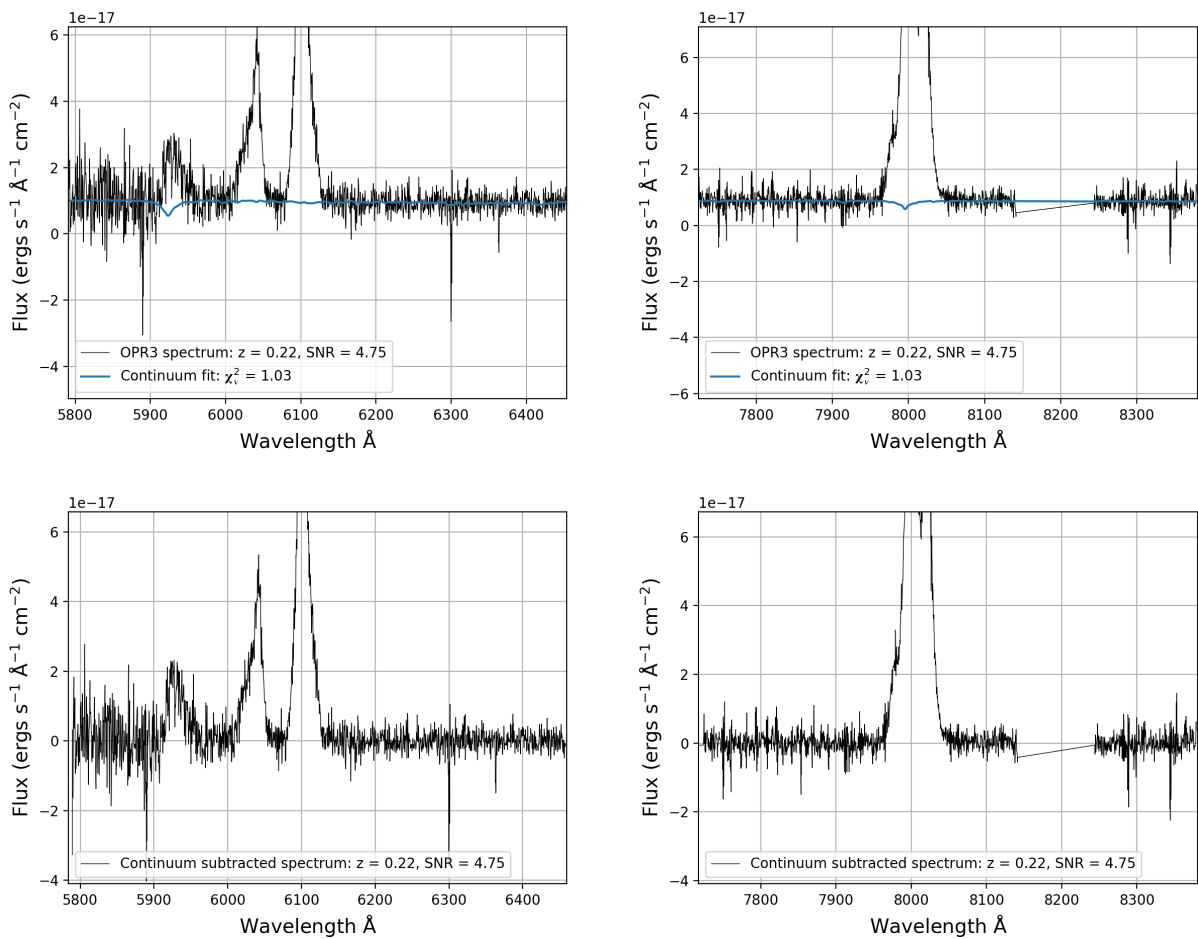 1e−17
Flux (ergs s⁻¹ Å⁻¹ cm⁻²)
6
4
2
0
−2
−4
OPR3 spectrum: z = 0.22, SNR = 4.75
Continuum fit: χ²ᵥ = 1.03
5800 5900 6000 6100 6200 6300 6400
Wavelength Å
1e−17
Flux (ergs s⁻¹ Å⁻¹ cm⁻²)
6
4
2
0
−2
−4
−6
OPR3 spectrum: z = 0.22, SNR = 4.75
Continuum fit: χ²ᵥ = 1.03
7800 7900 8000 8100 8200 8300
Wavelength Å
1e−17
Flux (ergs s⁻¹ Å⁻¹ cm⁻²)
6
4
2
0
−2
−4
Continuum subtracted spectrum: z = 0.22, SNR = 4.75
5800 5900 6000 6100 6200 6300 6400
Wavelength Å
1e−17
Flux (ergs s⁻¹ Å⁻¹ cm⁻²)
6
4
2
0
−2
−4
Continuum subtracted spectrum: z = 0.22, SNR = 4.75
7800 7900 8000 8100 8200 8300
Wavelength Å